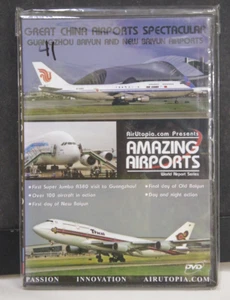 GREAT CHINA AIRPORTS SPECTACULAR
GUANGZHOU BAIYUN AND NEW BAIYUN AIRPORTS
AirUtopia.com Presents
AMAZING
AIRPORTS
World Airport Series
•First Super Jumbo A380 visit to Guangzhou!
•Over 100 aircraft in action
•First day of New Baiyun
•Final day of Old Baiyun
•Day and night action
Thai
DVD
PASSION INNOVATION AIRUTOPIA.COM